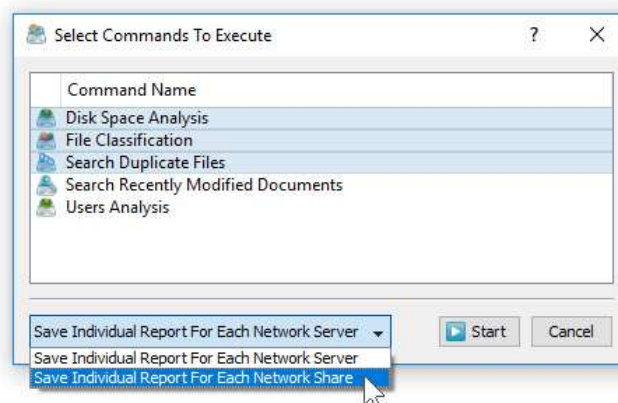 Select Commands To Execute ?
Command Name
Disk Space Analysis
File Classification
Search Duplicate Files
Search Recently Modified Documents
Users Analysis
Save Individual Report For Each Network Server Start Cancel
Save Individual Report For Each Network Server
Save Individual Report For Each Network Share